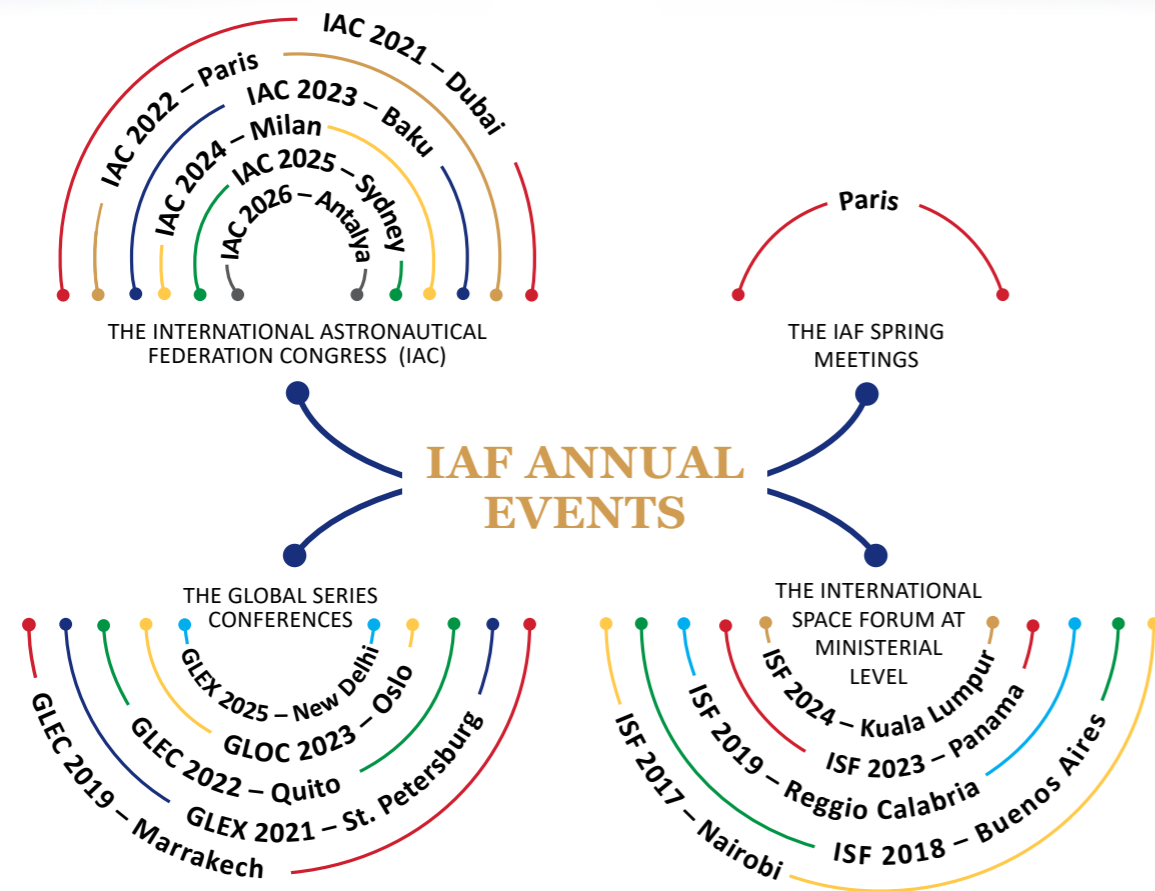 IAC 2021 – Dubai
IAC 2022 – Paris
IAC 2023 – Baku
IAC 2024 – Milan
IAC 2025 – Sydney
IAC 2026 – Antalya
THE INTERNATIONAL ASTRONAUTICAL
FEDERATION CONGRESS (IAC)
Paris
THE IAF SPRING
MEETINGS
IAF ANNUAL
EVENTS
THE GLOBAL SERIES
CONFERENCES
GLEX 2025 – New Delhi
GLOC 2023 – Oslo
GLEC 2022 – Quito
GLEX 2021 – St. Petersburg
GLEC 2019 – Marrakech
THE INTERNATIONAL
SPACE FORUM AT
MINISTERIAL
LEVEL
ISF 2024 – Kuala Lumpur
ISF 2023 – Panama
ISF 2019 – Reggio Calabria
ISF 2018 – Buenos Aires
ISF 2017 – Nairobi